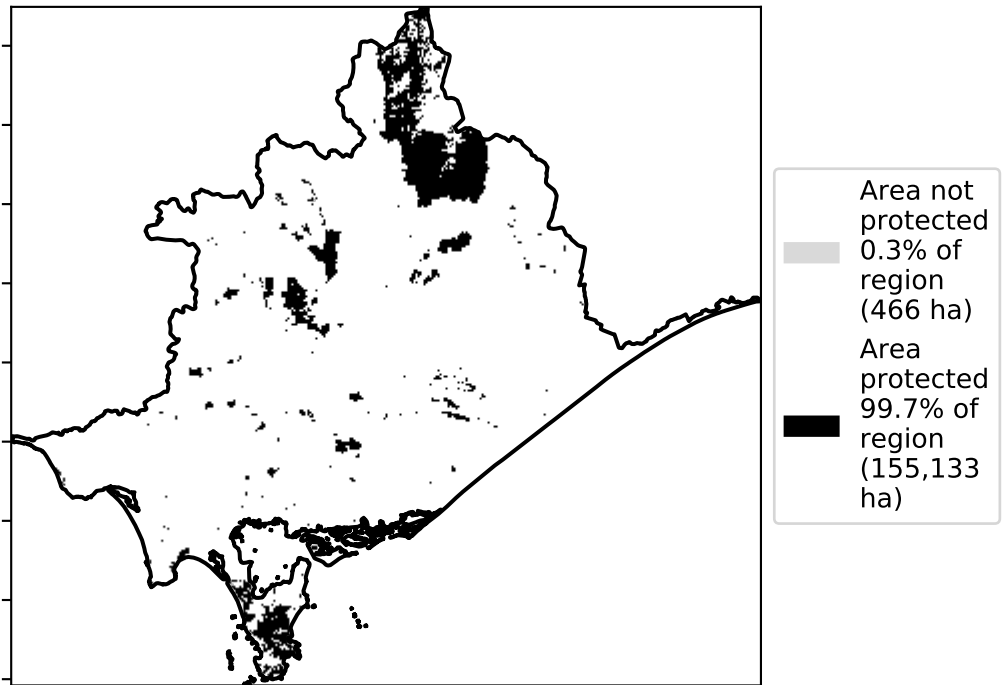 Area not
protected
0.3% of
region
(466 ha)
Area
protected
99.7% of
region
(155,133
ha)